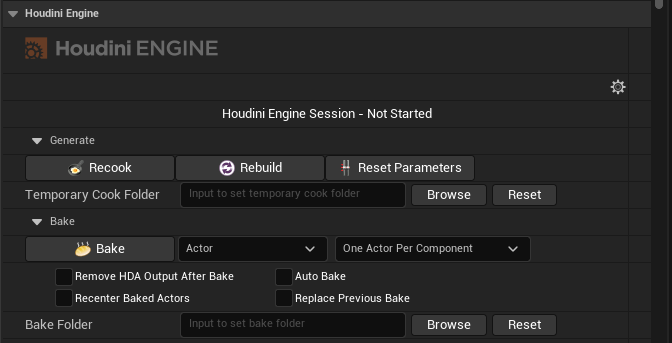 Houdini Engine
Houdini ENGINE
Houdini Engine Session - Not Started
Generate
Recook Rebuild Reset Parameters
Temporary Cook Folder Input to set temporary cook folder Browse Reset
Bake
Bake Actor One Actor Per Component
Remove HDA Output After Bake Auto Bake
Recenter Baked Actors Replace Previous Bake
Bake Folder Input to set bake folder Browse Reset